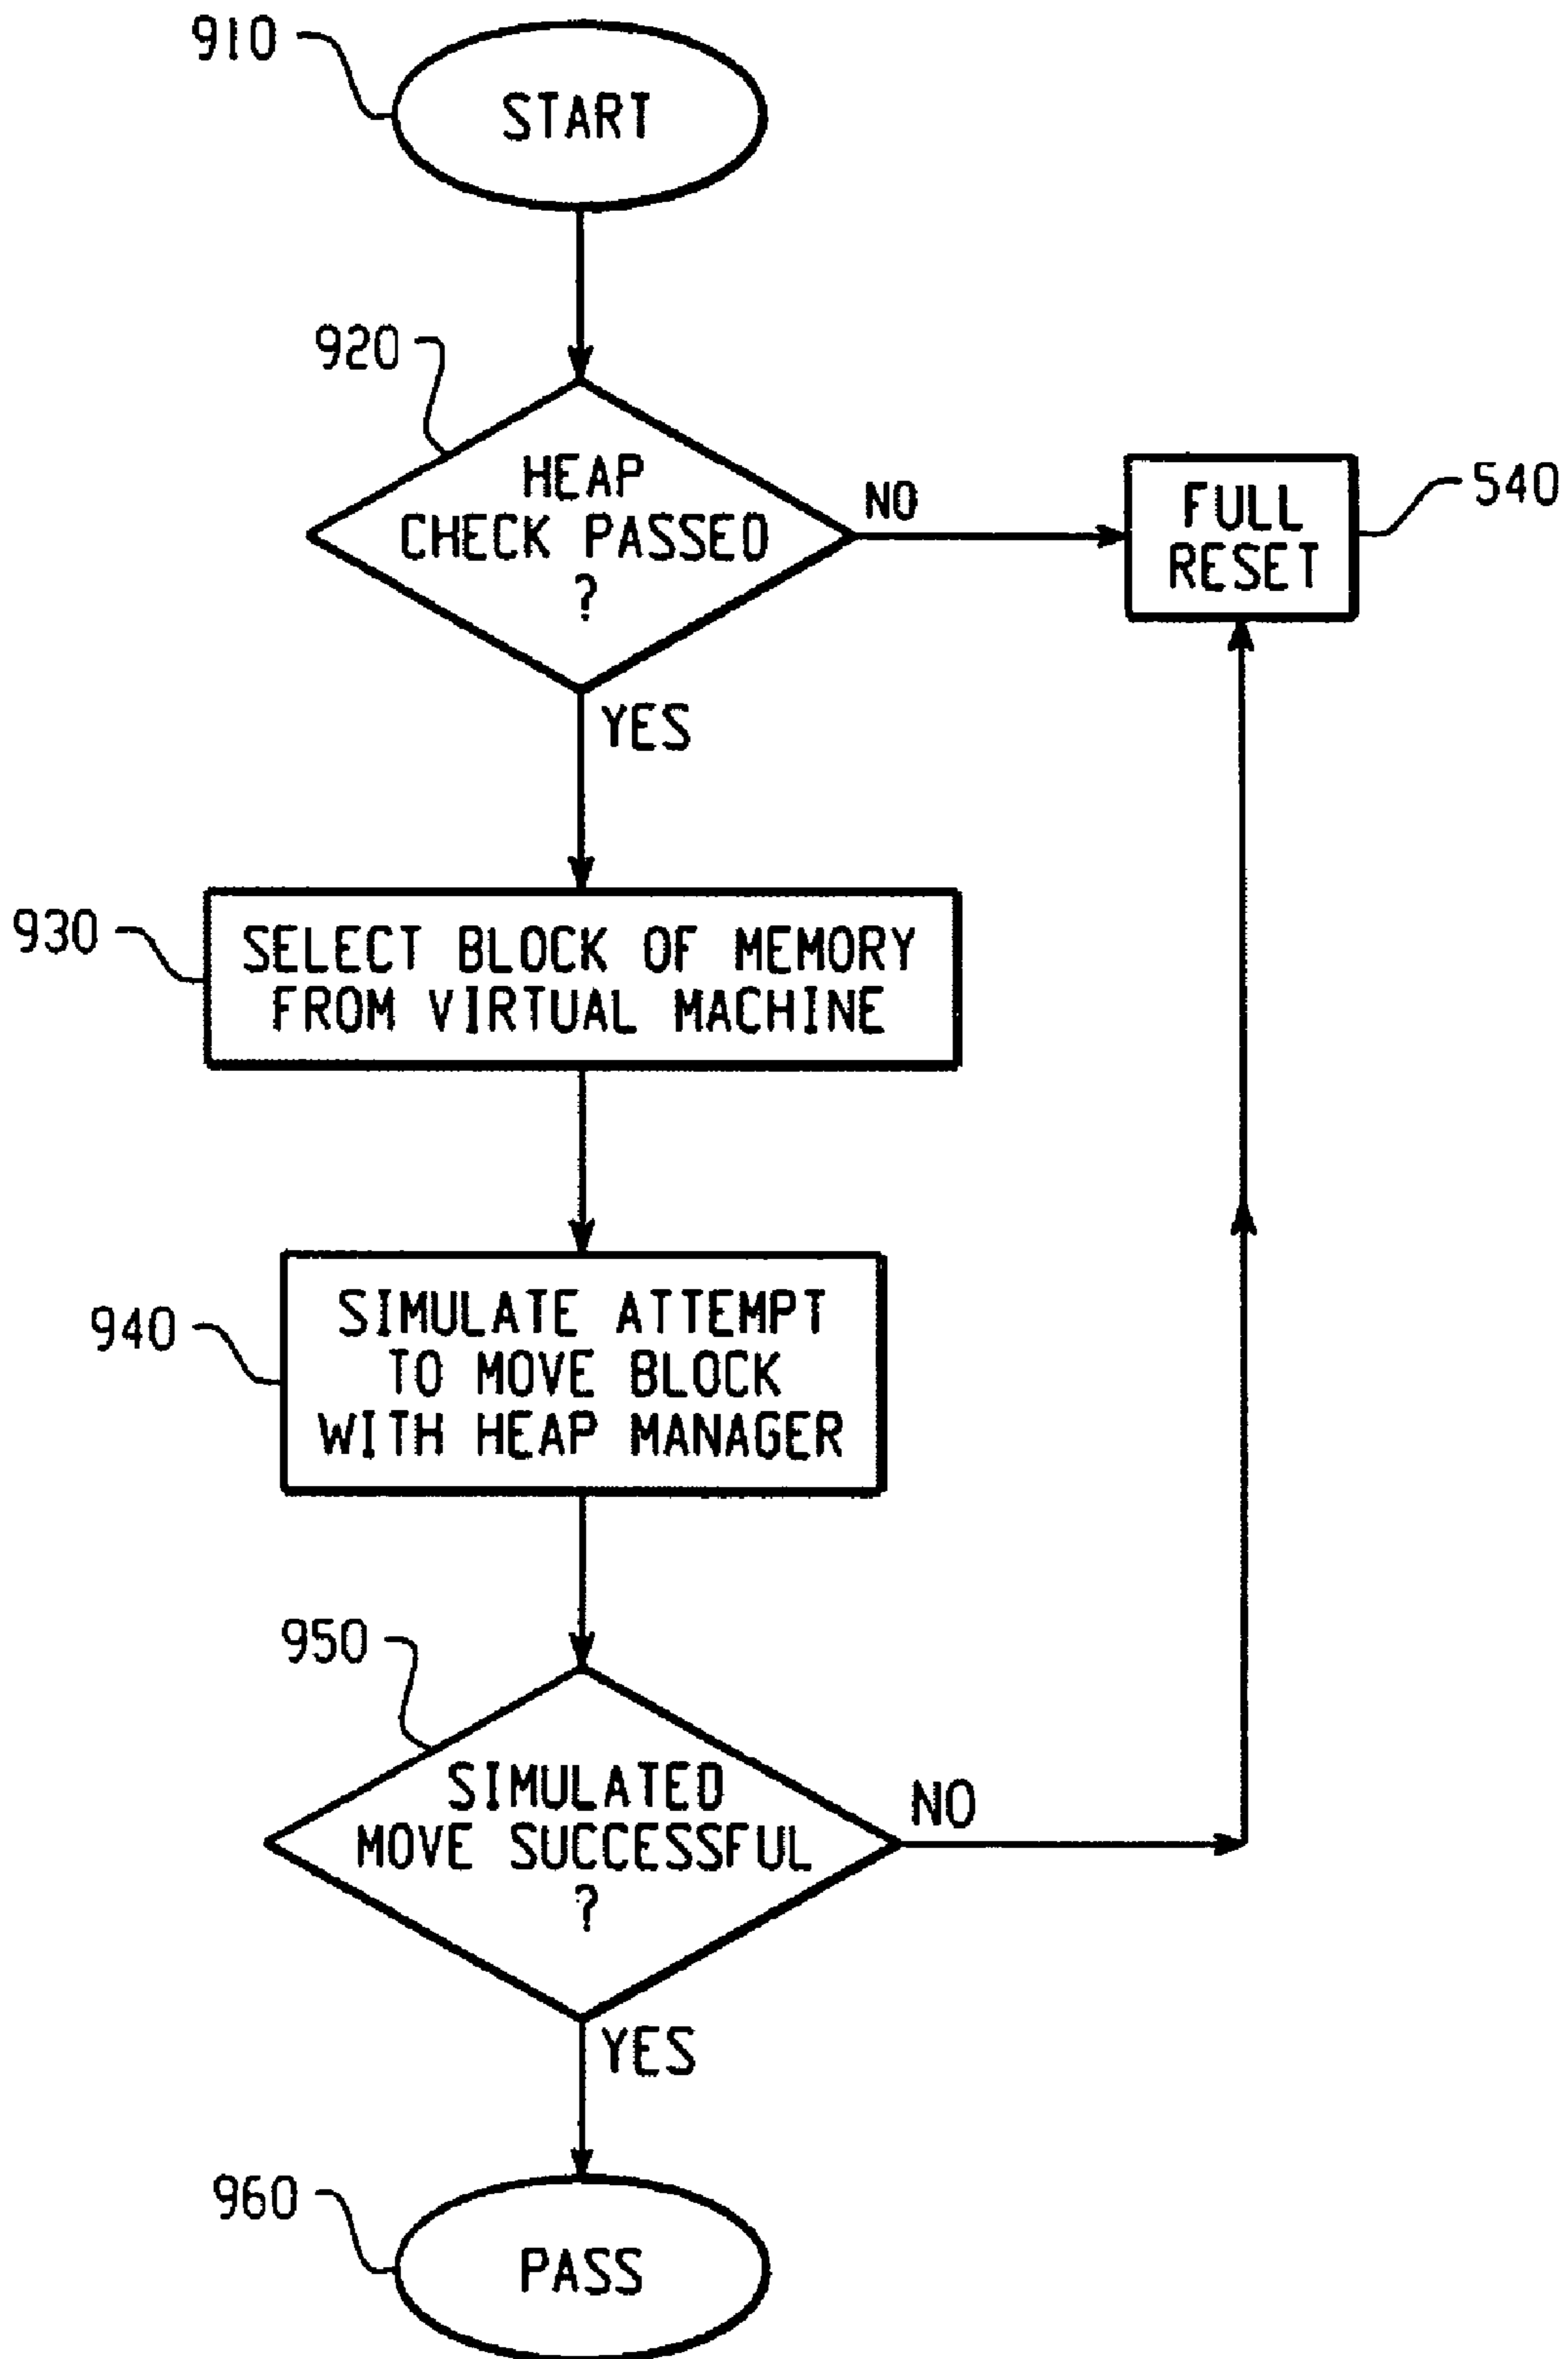 910
START
920
HEAP
CHECK PASSED
?
NO
FULL
RESET
540
YES
930
SELECT BLOCK OF MEMORY
FROM VIRTUAL MACHINE
940
SIMULATE ATTEMPT
TO MOVE BLOCK
WITH HEAP MANAGER
950
SIMULATED
MOVE SUCCESSFUL
?
NO
YES
960
PASS